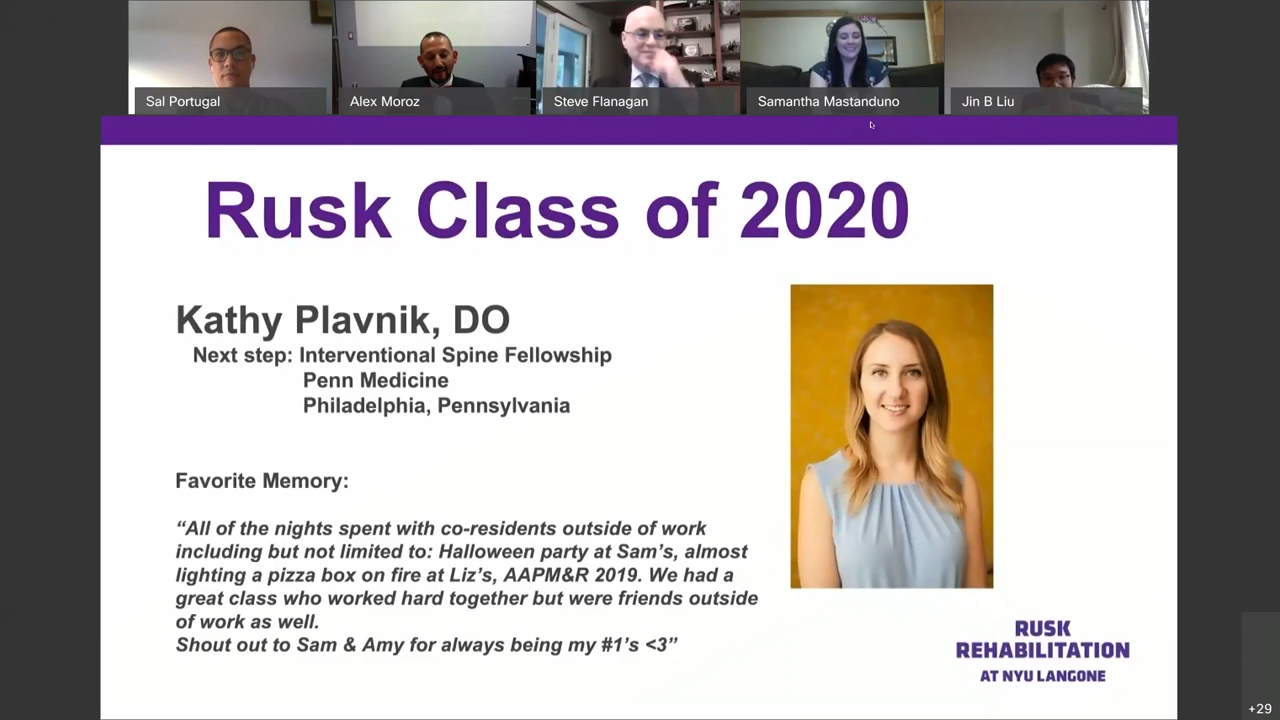 Sal Portugal
Alex Moroz
Steve Flanagan
Samantha Mastanduno
Jin B Liu
Rusk Class of 2020
Kathy Plavnik, DO
Next step: Interventional Spine Fellowship
Penn Medicine
Philadelphia, Pennsylvania
Favorite Memory:
“All of the nights spent with co-residents outside of work
including but not limited to: Halloween party at Sam’s, almost
lighting a pizza box on fire at Liz’s, AAPM&R 2019. We had a
great class who worked hard together but were friends outside
of work as well.
Shout out to Sam & Amy for always being my #1’s <3”
RUSK
REHABILITATION
AT NYU LANGONE
+29